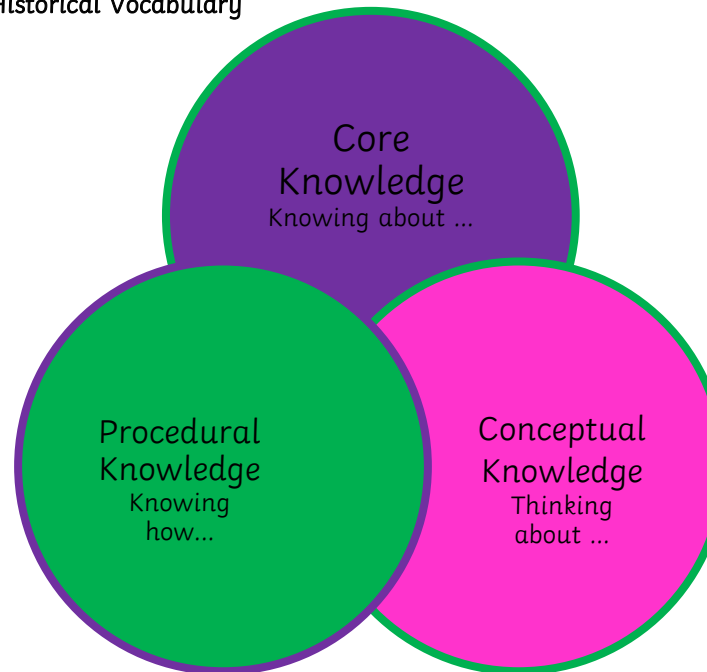 Historical Vocabulary
Core
Knowledge
Knowing about ...
Procedural
Knowledge
Knowing
how...
Conceptual
Knowledge
Thinking
about ...